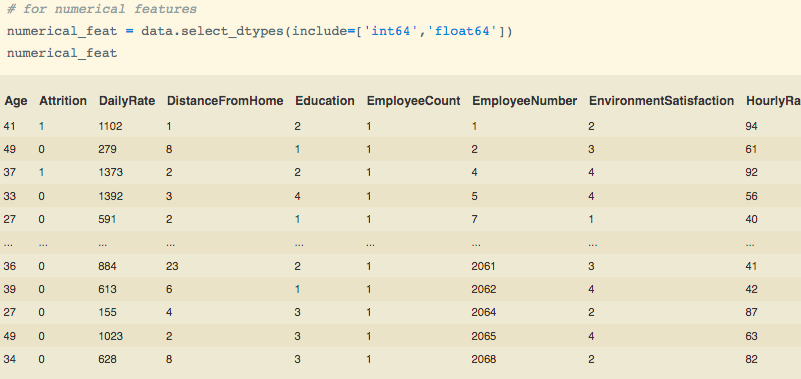 # for numerical features
numerical_feat = data.select_dtypes(include=['int64','float64'])
numerical_feat
Age Attrition DailyRate DistanceFromHome Education EmployeeCount EmployeeNumber EnvironmentSatisfaction HourlyRa
41 1 1102 1 2 1 1 2 94
49 0 279 8 1 1 2 3 61
37 1 1373 2 2 1 4 4 92
33 0 1392 3 4 1 5 4 56
27 0 591 2 1 1 7 1 40
... ... ... ... ... ... ... ... ...
36 0 884 23 2 1 2061 3 41
39 0 613 6 1 1 2062 4 42
27 0 155 4 3 1 2064 2 87
49 0 1023 2 3 1 2065 4 63
34 0 628 8 3 1 2068 2 82